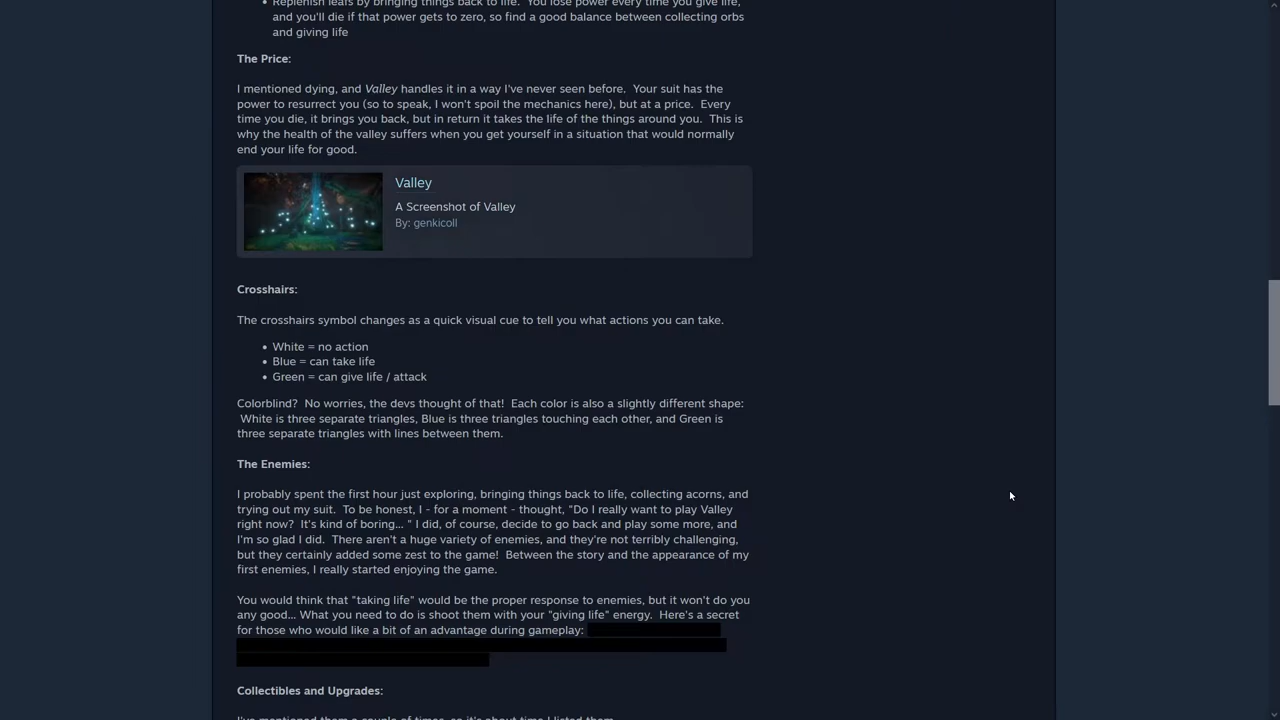 Replenish leafs by bringing things back to life.  You lose power every time you give life,
and you'll die if that power gets to zero, so find a good balance between collecting orbs
and giving life
The Price:
I mentioned dying, and Valley handles it in a way I've never seen before.  Your suit has the
power to resurrect you (so to speak, I won't spoil the mechanics here), but at a price.  Every
time you die, it brings you back, but in return it takes the life of the things around you.  This is
why the health of the valley suffers when you get yourself in a situation that would normally
end your life for good.
Valley
A Screenshot of Valley
By: genkicoll
Crosshairs:
The crosshairs symbol changes as a quick visual cue to tell you what actions you can take.
• White = no action
• Blue = can take life
• Green = can give life / attack
Colorblind?  No worries, the devs thought of that!  Each color is also a slightly different shape:
White is three separate triangles, Blue is three triangles touching each other, and Green is
three separate triangles with lines between them.
The Enemies:
I probably spent the first hour just exploring, bringing things back to life, collecting acorns, and
trying out my suit.  To be honest, I - for a moment - thought, "Do I really want to play Valley
right now?  It's kind of boring... " I did, of course, decide to go back and play some more, and
I'm so glad I did.  There aren't a huge variety of enemies, and they're not terribly challenging,
but they certainly added some zest to the game!  Between the story and the appearance of my
first enemies, I really started enjoying the game.
You would think that "taking life" would be the proper response to enemies, but it won't do you
any good... What you need to do is shoot them with your "giving life" energy.  Here's a secret
for those who would like a bit of an advantage during gameplay:
Collectibles and Upgrades:
I've mentioned them a couple of times, so it's about time I listed them